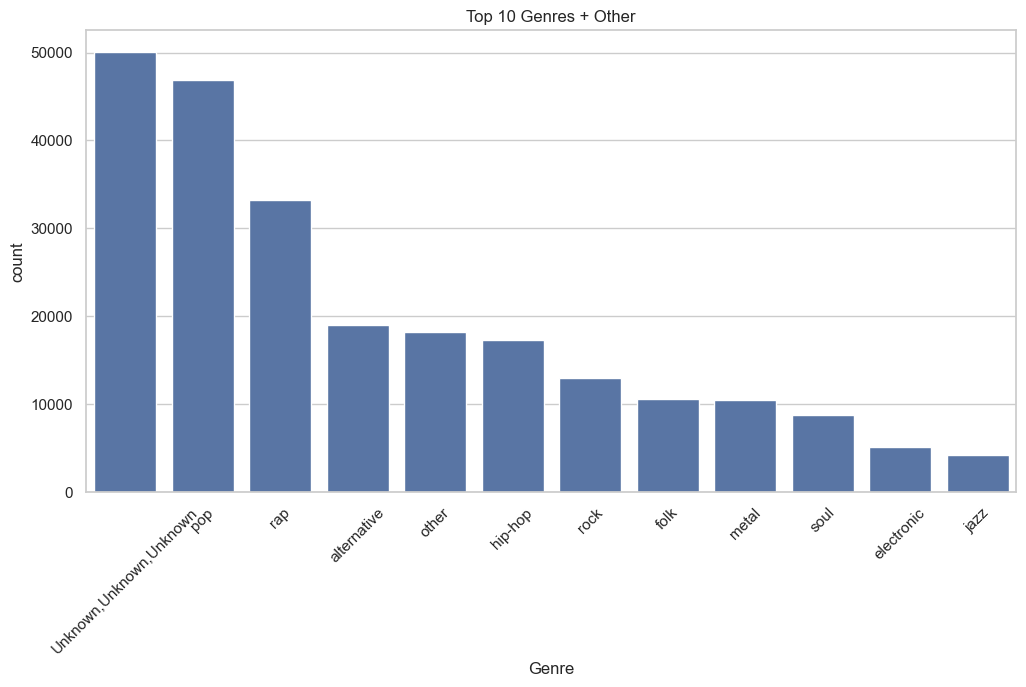 Top 10 Genres + Other
count
50000
40000
30000
20000
10000
0
Unknown,Unknown,Unknown
pop
rap
alternative
other
hip-hop
rock
folk
metal
soul
electronic
jazz
Genre